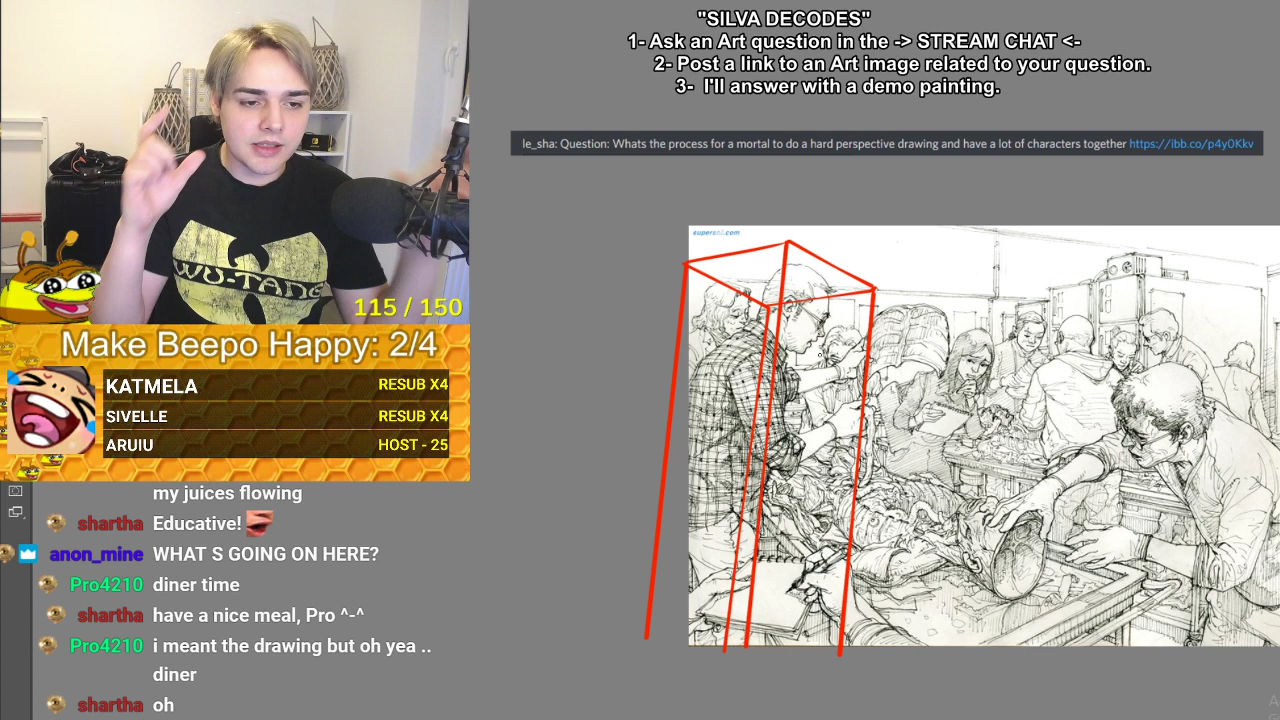 "SILVA DECODES"
1- Ask an Art question in the -> STREAM CHAT <-
2- Post a link to an Art image related to your question.
3- I'll answer with a demo painting.
le_sha: Question: Whats the process for a mortal to do a hard perspective drawing and have a lot of characters together https://ibb.co/p4y0Kkv
WU-TANG
115 / 150
Make Beepo Happy: 2/4
KATMELA RESUB X4
SIVELLE RESUB X4
ARUIU HOST - 25
my juices flowing
shartha Educative!
anon_mine WHAT S GOING ON HERE?
Pro4210 diner time
shartha have a nice meal, Pro ^-^
Pro4210 i meant the drawing but oh yea ..
diner
shartha oh